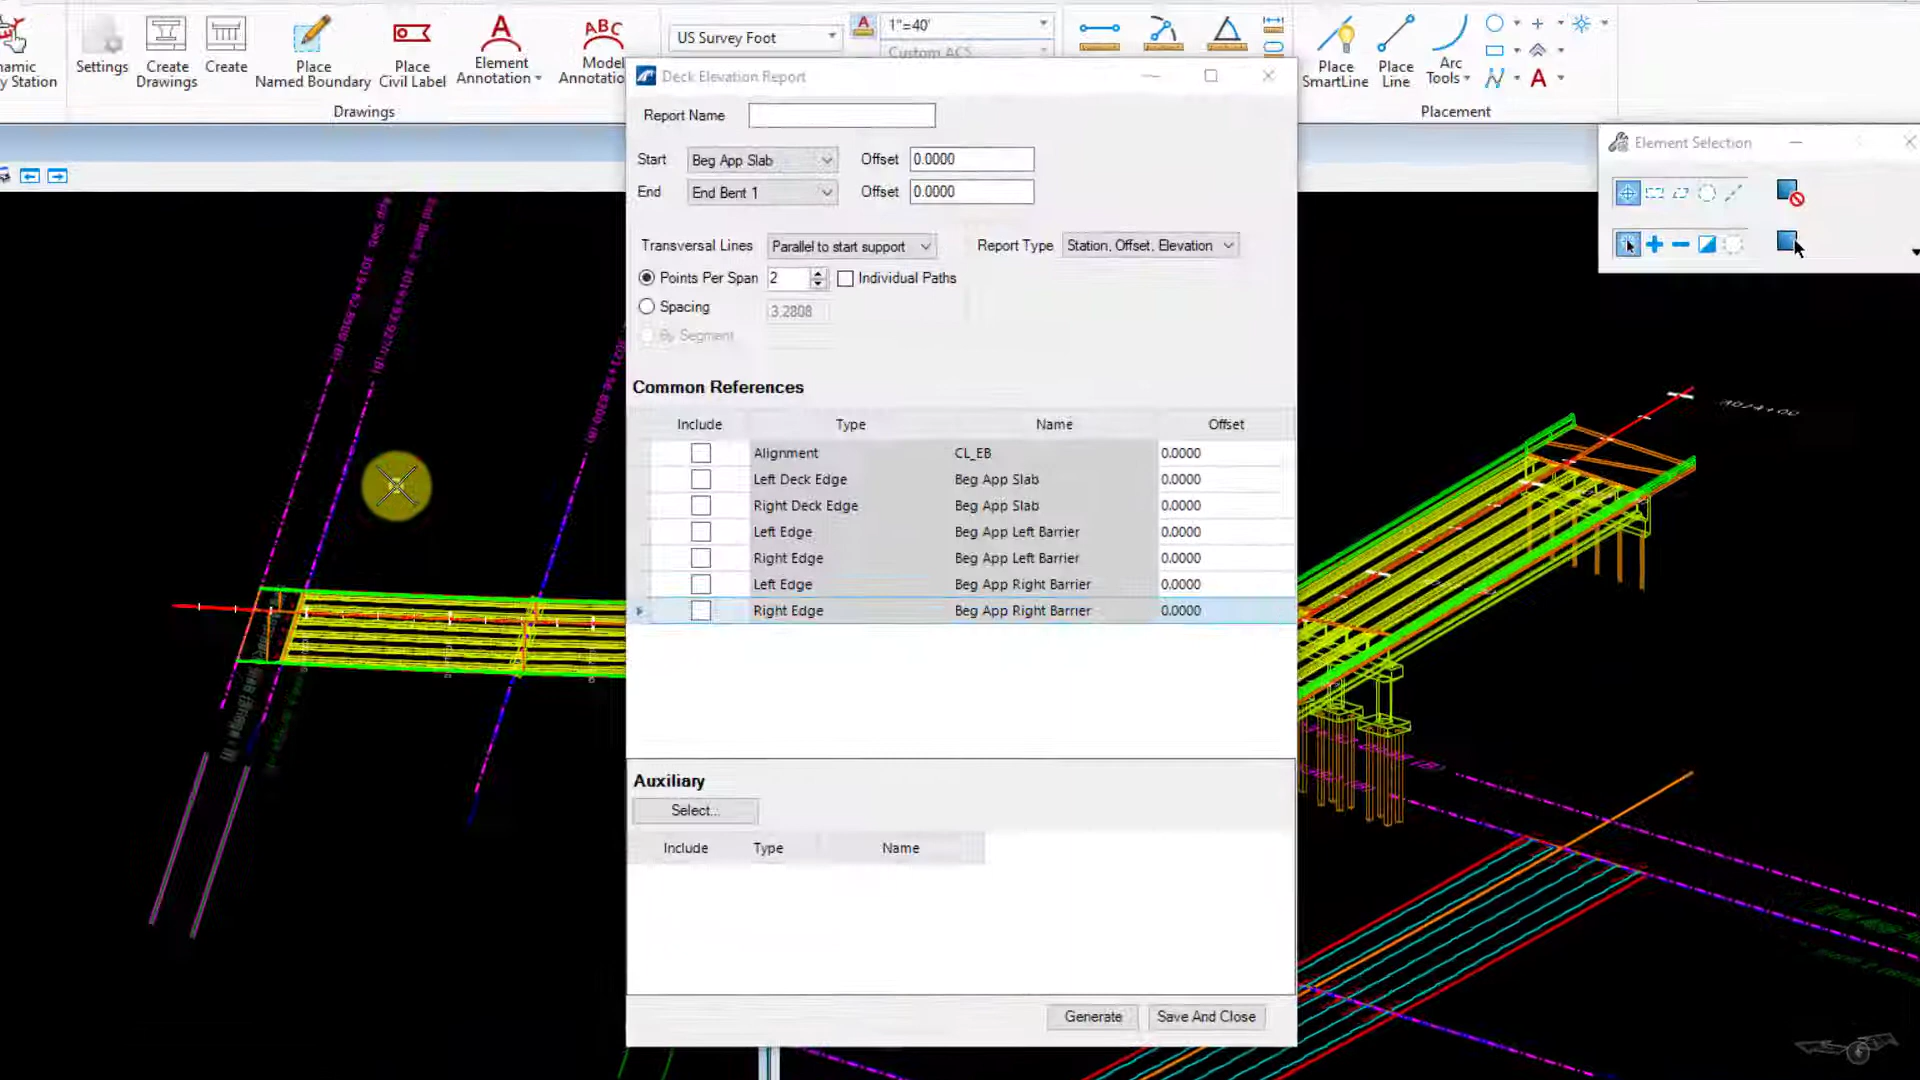 namic
y Station
Settings
Create
Drawings
Create
Place
Named Boundary
Place
Civil Label
Element
Annotation
ABC
Model
Annotatio
Drawings
US Survey Foot
1"=40'
Custom ACS
Place
SmartLine
Place
Line
Arc
Tools
Placement
Deck Elevation Report
Report Name
Start Beg App Slab Offset 0.0000
End End Bent 1 Offset 0.0000
Transversal Lines Parallel to start support Report Type Station, Offset, Elevation
Points Per Span 2 Individual Paths
Spacing 3.2808
By Segment
Common References
Include Type Name Offset
Alignment CL_EB 0.0000
Left Deck Edge Beg App Slab 0.0000
Right Deck Edge Beg App Slab 0.0000
Left Edge Beg App Left Barrier 0.0000
Right Edge Beg App Left Barrier 0.0000
Left Edge Beg App Right Barrier 0.0000
Right Edge Beg App Right Barrier 0.0000
Auxiliary
Select...
Include Type Name
Generate Save And Close
Element Selection